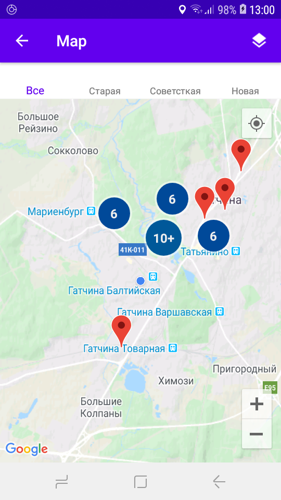 98% 13:00
Map
Все Старая Советсткая Новая
Большое
Рейзино
Сокколово
Мариенбург
6
6
10+
6
41К-011
Татьянино
Гатчина Балтийская
Гатчина Варшавская
Гатчина Товарная
Пригородный
Химози
E95
Большие
Колпаны
+
−
Google